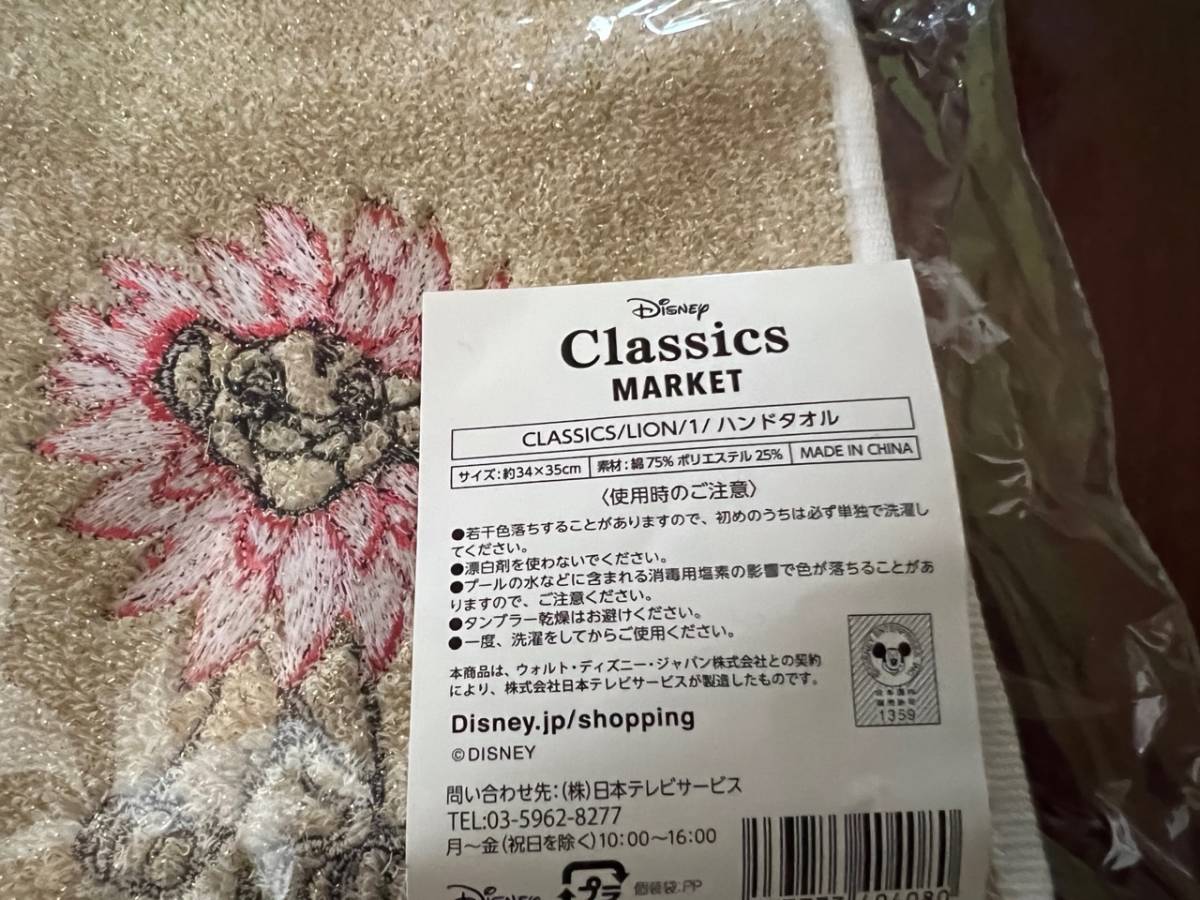 Disney
Classics
MARKET
CLASSICS/LION/1/ハンドタオル
サイズ:約34×35cm 素材:綿75% ポリエステル25% MADE IN CHINA
〈使用時のご注意〉
●若干色落ちすることがありますので、初めのうちは必ず単独で洗濯し
てください。
●漂白剤を使わないでください。
●プールの水などに含まれる消毒用塩素の影響で色が落ちることがあ
りますので、ご注意ください。
●タンブラー乾燥はお避けください。
●一度、洗濯をしてからご使用ください。
本商品は、ウォルト・ディズニー・ジャパン株式会社との契約
により、株式会社日本テレビサービスが製造したものです。
1359
Disney.jp/shopping
©DISNEY
問い合わせ先:(株)日本テレビサービス
TEL:03-5962-8277
月～金(祝日を除く)10:00～16:00
プラ 個装袋:PP
Disney